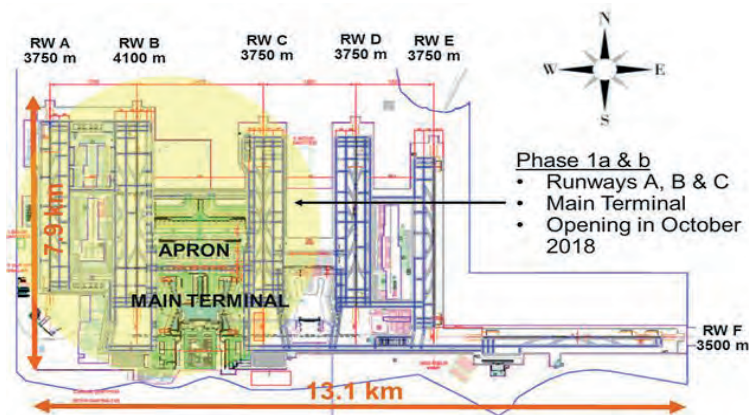 RW A
3750 m
RW B
4100 m
RW C
3750 m
RW D
3750 m
RW E
3750 m
N
W E
S
Phase 1a & b
• Runways A, B & C
• Main Terminal
• Opening in October
2018
7.9 km
APRON
MAIN TERMINAL
RW F
3500 m
13.1 km